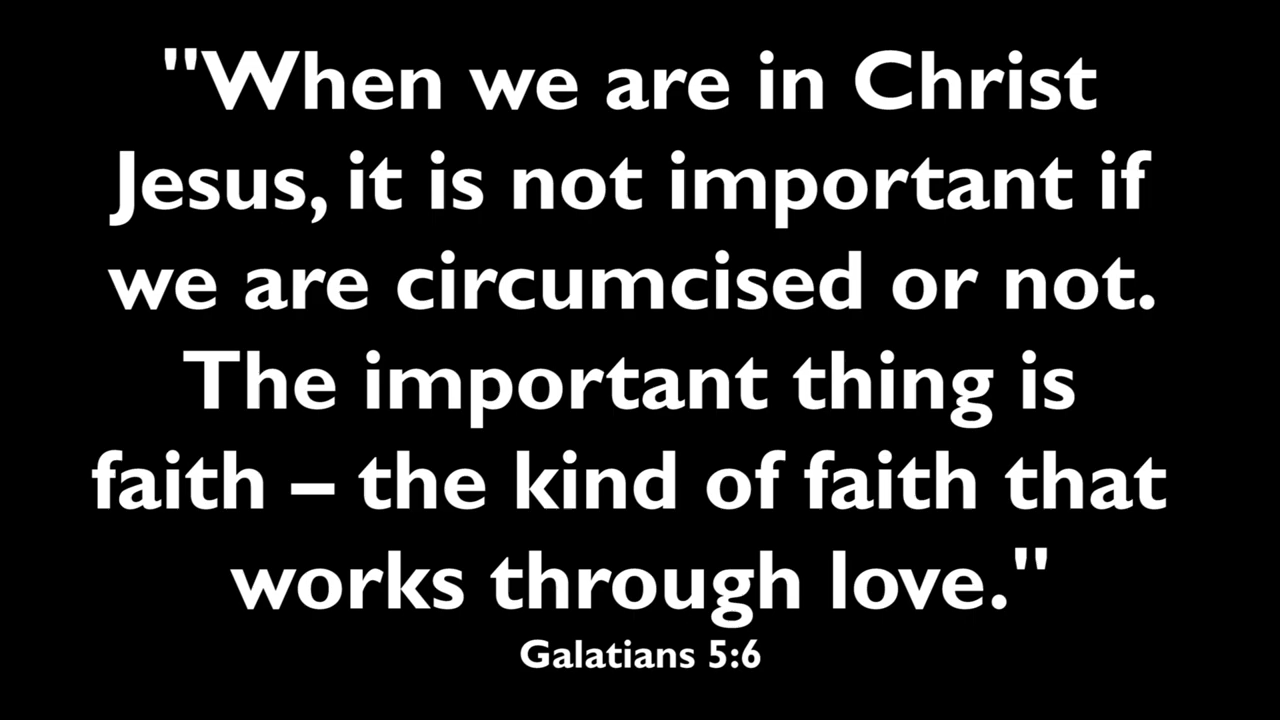 "When we are in Christ
Jesus, it is not important if
we are circumcised or not.
The important thing is
faith – the kind of faith that
works through love."
Galatians 5:6